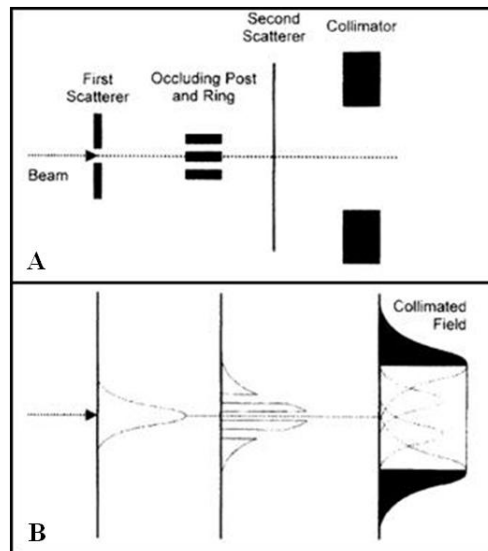 Second
Scatterer
Collimator
First
Scatterer
Occluding Post
and Ring
Beam
A
Collimated
Field
B